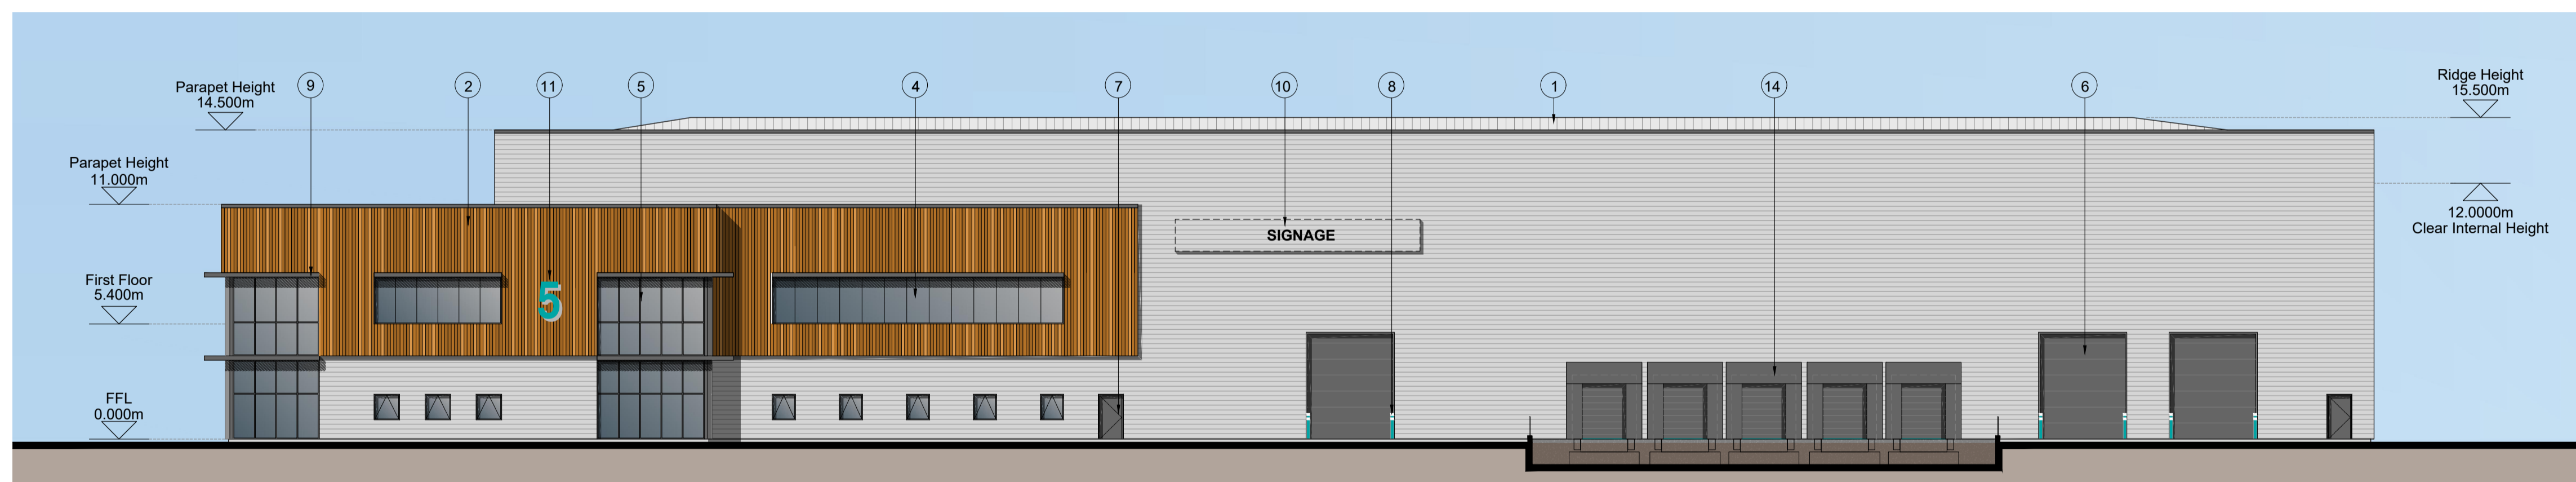 Parapet Height
14.500m
9
2
11
5
4
7
10
8
1
14
6
Ridge Height
15.500m
Parapet Height
11.000m
12.0000m
Clear Internal Height
SIGNAGE
First Floor
5.400m
5
FFL
0.000m